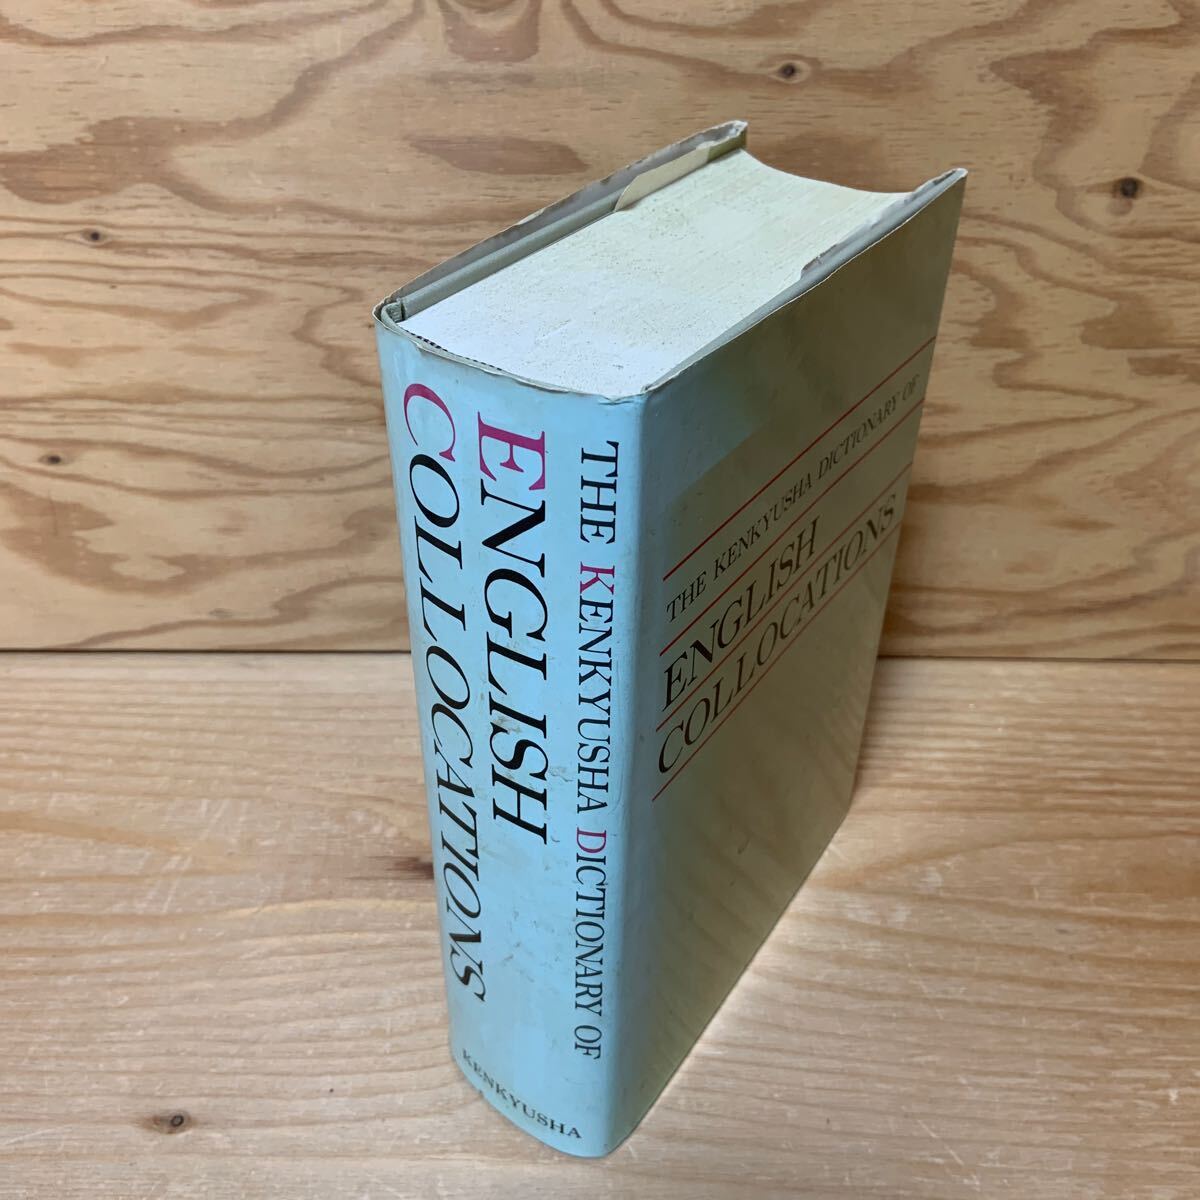 THE KENKYUSHA DICTIONARY OF
ENGLISH
COLLOCATIONS
KENKYUSHA
THE KENKYUSHA DICTIONARY OF
ENGLISH
COLLOCATIONS